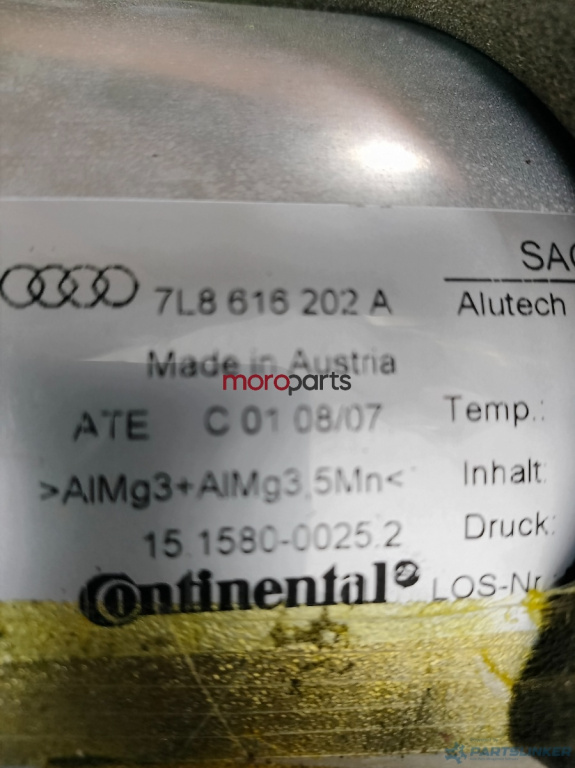 SAC
7L8 616 202 A
Alutech
Made in Austria
moroparts
ATE C 01 08/07
Temp.:
>AlMg3+AlMg3,5Mn<
Inhalt:
15.1580-0025.2
Druck:
Continental
LOS-Nr
PARTSUNKER